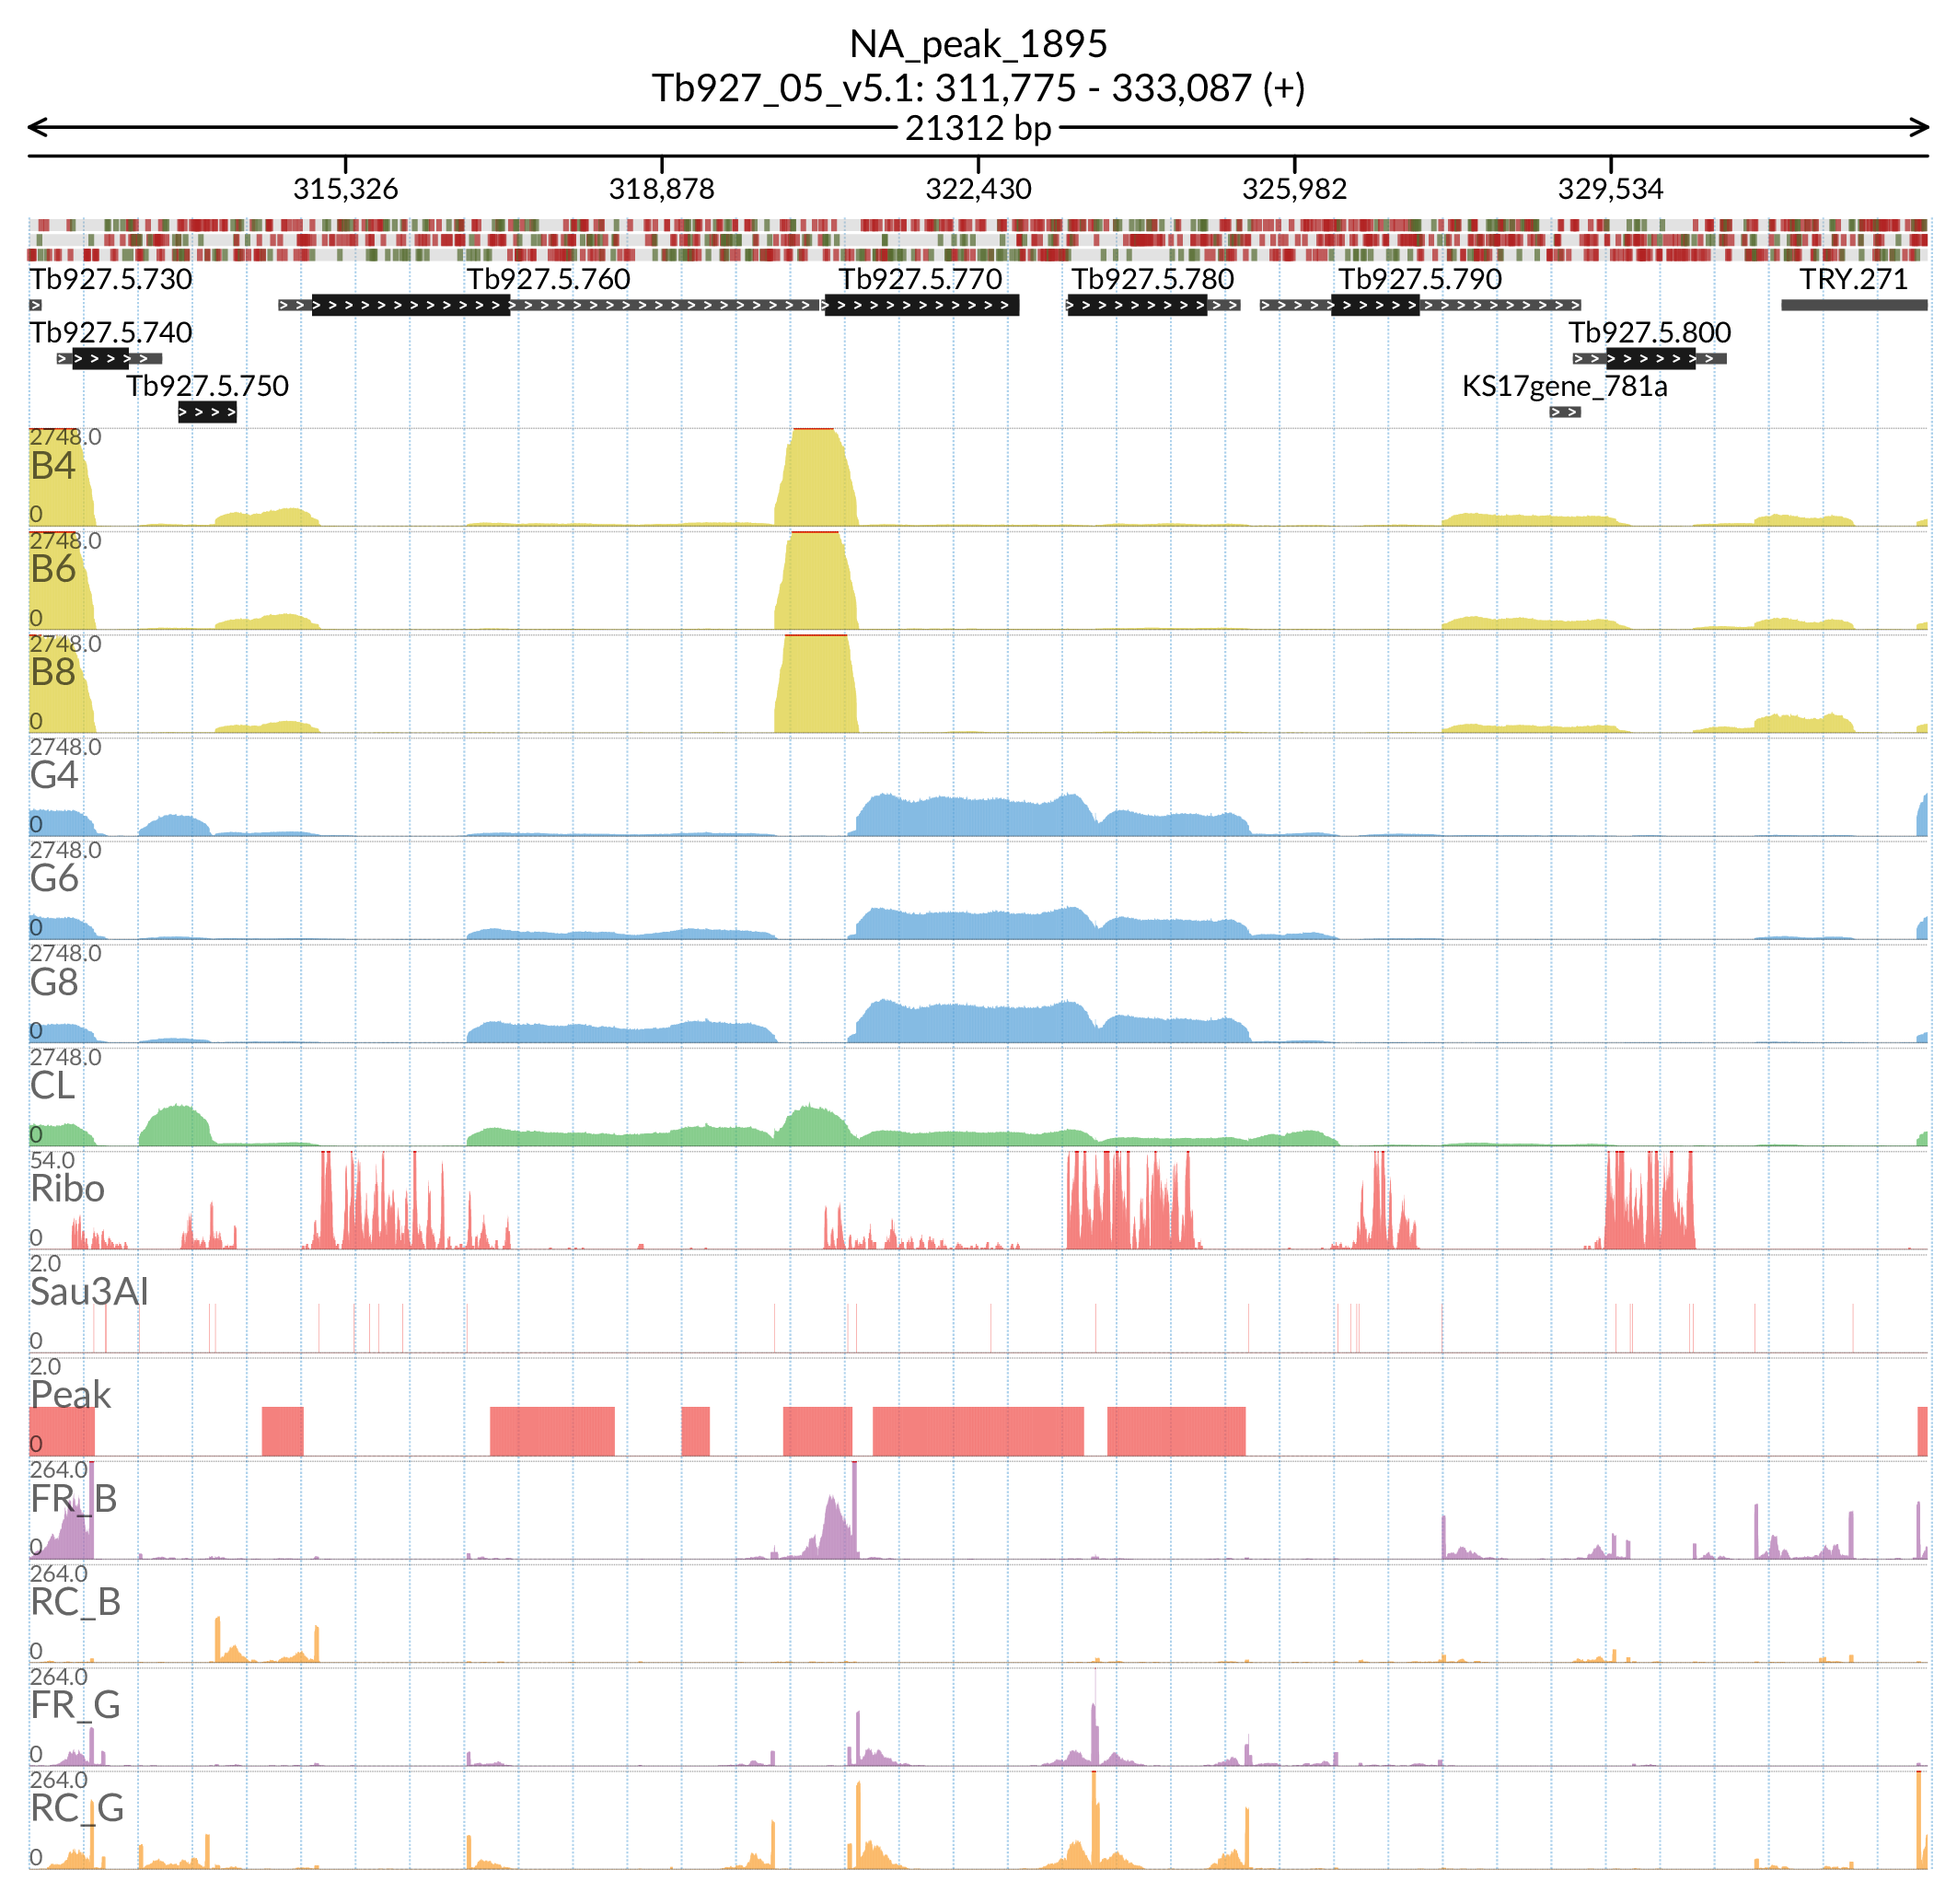 NA_peak_1895
Tb927_05_v5.1: 311,775 - 333,087 (+)
21312 bp
315,326 318,878 322,430 325,982 329,534
Tb927.5.730 Tb927.5.760 Tb927.5.770 Tb927.5.780 Tb927.5.790 TRY.271
Tb927.5.740 Tb927.5.800
Tb927.5.750 KS17gene_781a
2748.0
B4
0
2748.0
B6
0
2748.0
B8
0
2748.0
G4
0
2748.0
G6
0
2748.0
G8
0
2748.0
CL
0
54.0
Ribo
0
2.0
Sau3AI
0
2.0
Peak
0
264.0
FR_B
0
264.0
RC_B
0
264.0
FR_G
0
264.0
RC_G
0